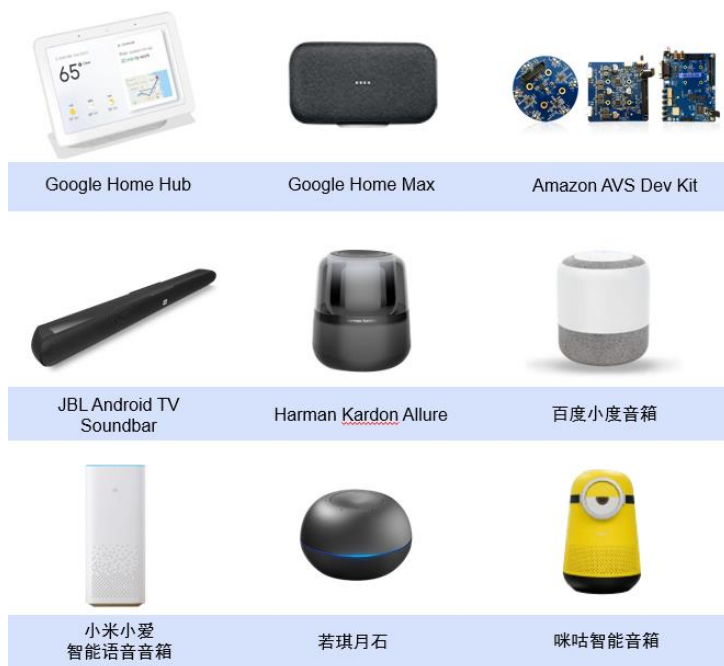 65°
Google Home Hub
Google Home Max
Amazon AVS Dev Kit
JBL Android TV
Soundbar
Harman Kardon Allure
百度小度音箱
小米小爱
智能语音音箱
若琪月石
咪咕智能音箱